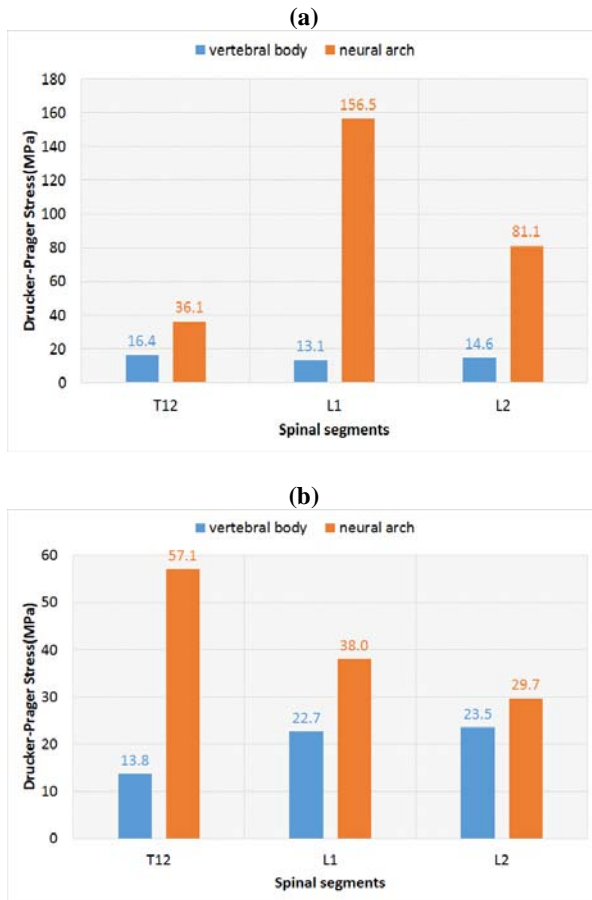 (a)
vertebral body neural arch
Drucker-Prager Stress(MPa)
180
160
140
120
100
80
60
40
20
0
16.4 36.1 13.1 156.5 14.6 81.1
T12 L1 L2
Spinal segments
(b)
vertebral body neural arch
Drucker-Prager Stress(MPa)
60
50
40
30
20
10
0
13.8 57.1 22.7 38.0 23.5 29.7
T12 L1 L2
Spinal segments